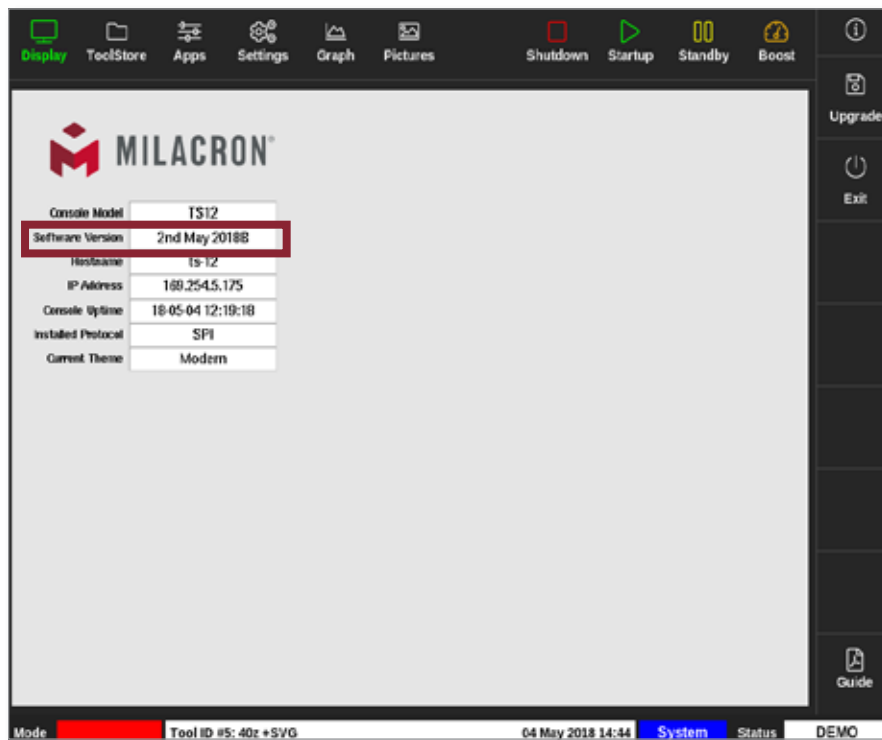 Display ToolStore Apps Settings Graph Pictures Shutdown Startup Standby Boost
Upgrade
Exit
MILACRON®
Console Model TS12
Software Version 2nd May 2018B
Hostname ts-12
IP Address 169.254.5.175
Console Uptime 18-05-04 12:19:18
Installed Protocol SPI
Current Theme Modern
Guide
Mode Tool ID #5: 40z +SVG 04 May 2018 14:44 System Status DEMO